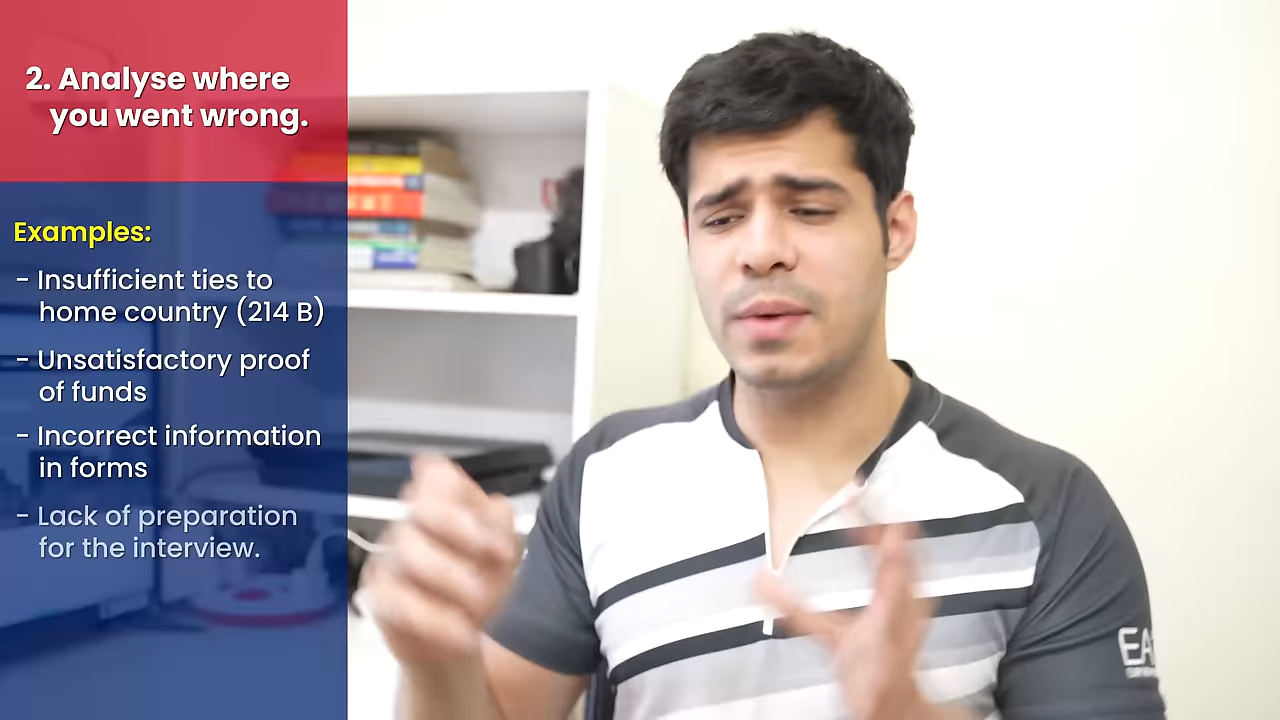 2. Analyse where
you went wrong.
Examples:
- Insufficient ties to
home country (214 B)
- Unsatisfactory proof
of funds
- Incorrect information
in forms
- Lack of preparation
for the interview.